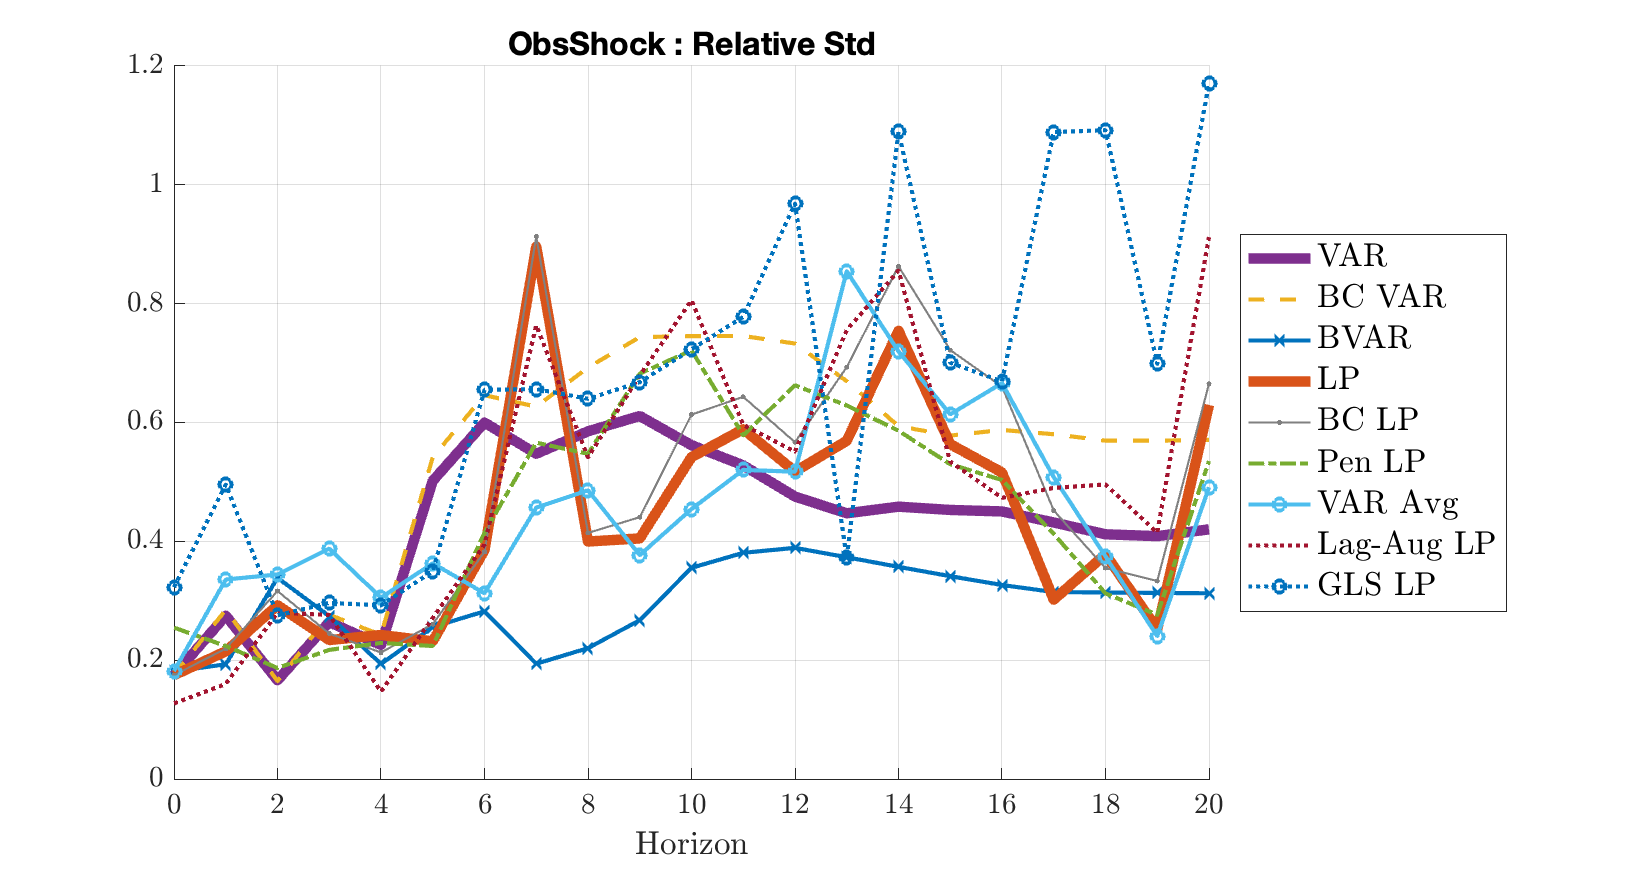 ObsShock : Relative Std
1.2
1
0.8
0.6
0.4
0.2
0
0 2 4 6 8 10 12 14 16 18 20
Horizon
VAR
BC VAR
BVAR
LP
BC LP
Pen LP
VAR Avg
Lag-Aug LP
GLS LP